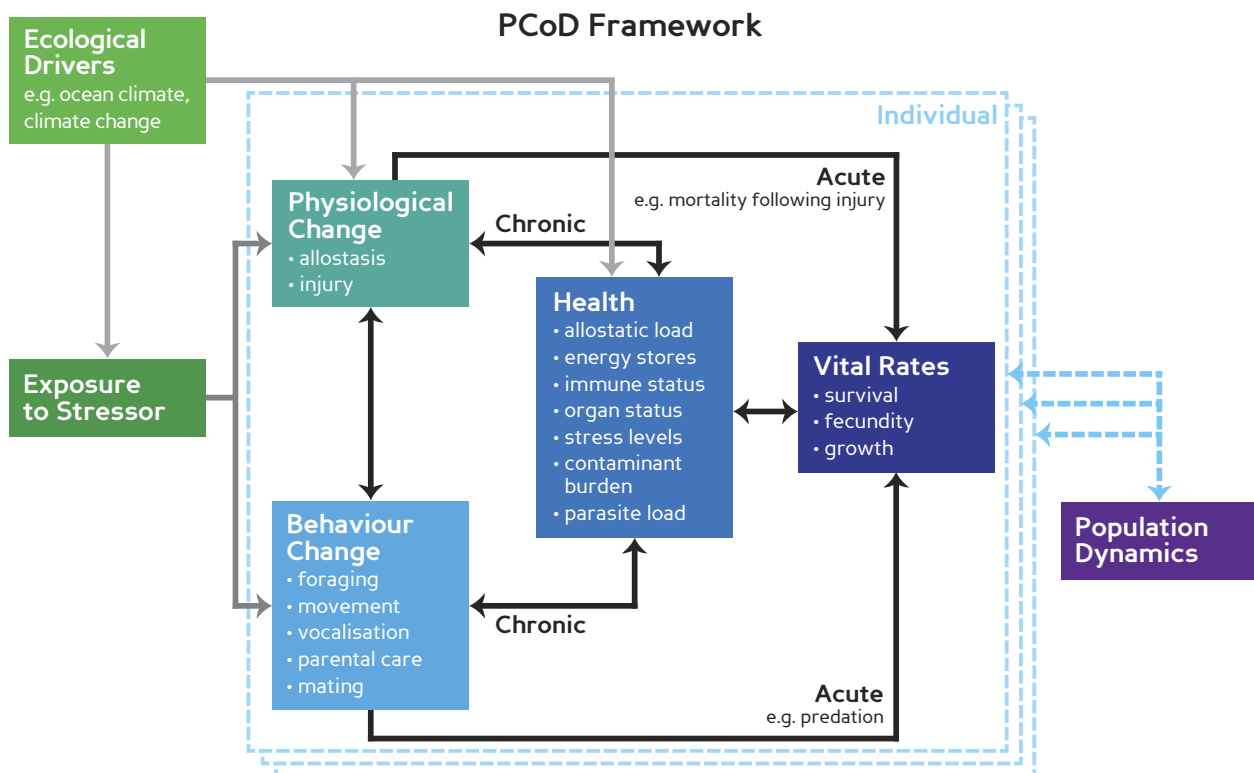 PCoD Framework
Ecological
Drivers
e.g. ocean climate,
climate change
Individual
Acute
e.g. mortality following injury
Physiological
Change
• allostasis
• injury
Chronic
Health
• allostatic load
• energy stores
• immune status
• organ status
• stress levels
• contaminant
burden
• parasite load
Vital Rates
• survival
• fecundity
• growth
Exposure
to Stressor
Behaviour
Change
• foraging
• movement
• vocalisation
• parental care
• mating
Chronic
Acute
e.g. predation
Population
Dynamics